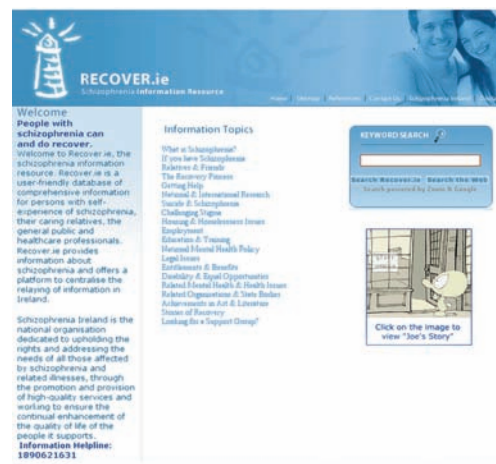 RECOVER.ie
Schizophrenia Information Resource
Home | Sitemap | References | Contact Us | Schizophrenia Ireland
Welcome
People with
schizophrenia can
and do recover.
Welcome to Recover.ie, the
schizophrenia information
resource. Recover.ie is a
user-friendly database of
comprehensive information
for persons with self-
experience of schizophrenia,
their caring relatives, the
general public and
healthcare professionals.
Recover.ie provides
information about
schizophrenia and offers a
platform to centralise the
relaying of information in
Ireland.
Schizophrenia Ireland is the
national organisation
dedicated to upholding the
rights and addressing the
needs of all those affected
by schizophrenia and
related illnesses, through
the promotion and provision
of high-quality services and
working to ensure the
continual enhancement of
the quality of life of the
people it supports.
Information Helpline:
1890621631
Information Topics
What is Schizophrenia?
If you have Schizophrenia
Relatives & Friends
The Recovery Process
Getting Help
National & International Research
Suicide & Schizophrenia
Challenging Stigma
Housing & Homelessness Issues
Employment
Education & Training
National Mental Health Policy
Legal Issues
Entitlements & Benefits
Disability & Equal Opportunities
Related Mental Health & Health Issues
Related Organisations & State Bodies
Achievements in Art & Literature
Stories of Recovery
Looking for a Support Group?
KEYWORD SEARCH
Search Recover.ie Search the Web
Search powered by Zoom & Google
Click on the image to
view "Joe's Story"